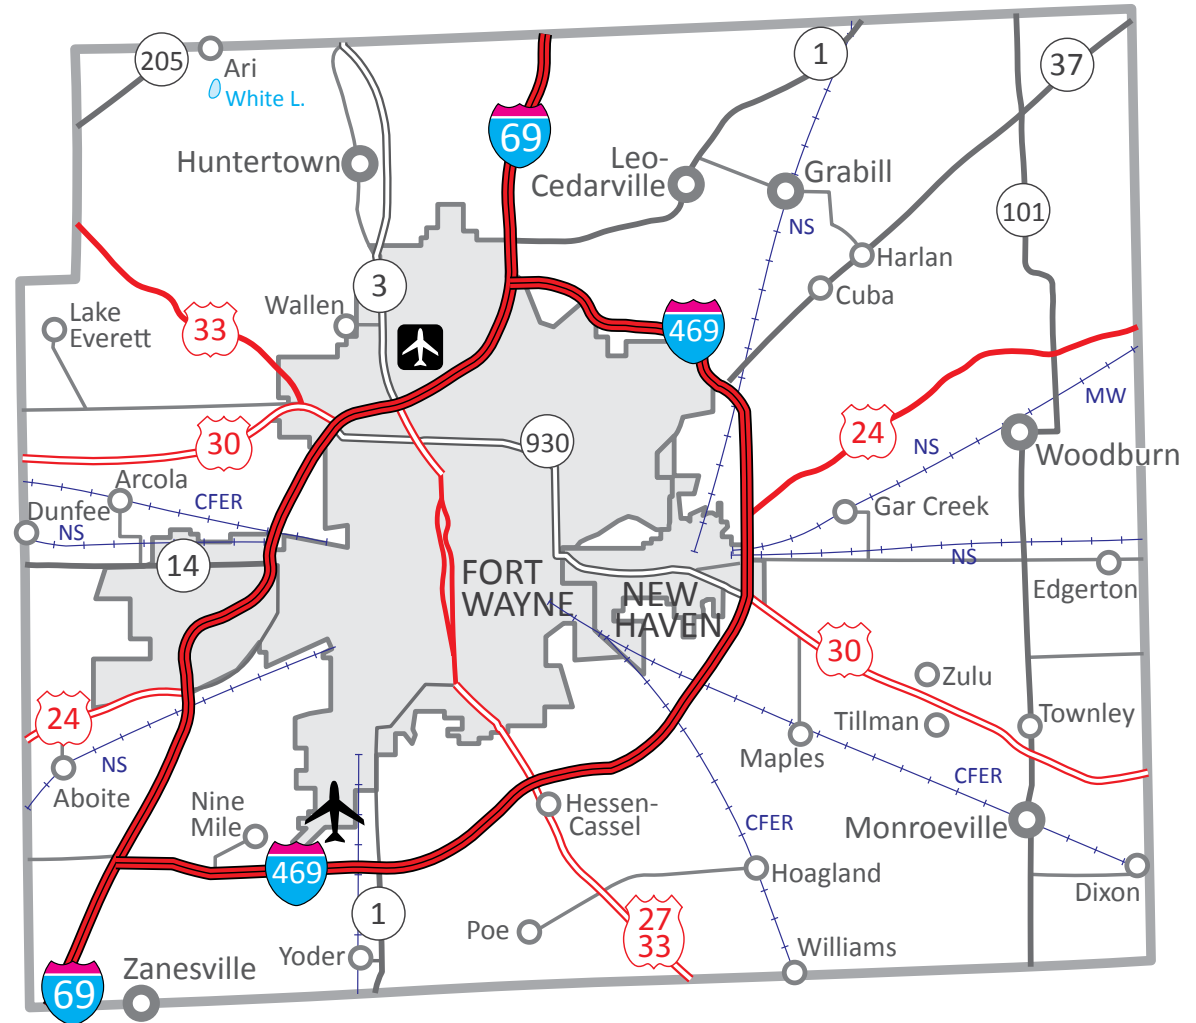 205
Ari
White L.
1
37
69
Huntertown
Leo-
Cedarville
Grabill
101
NS
Harlan
Cuba
3
Wallen
Lake
Everett
33
469
MW
24
30
930
NS
Woodburn
Arcola
CFER
Dunfee
NS
Gar Creek
NS
14
FORT
WAYNE
NEW
HAVEN
Edgerton
30
Zulu
24
Tillman
Townley
Maples
NS
Aboite
CFER
Nine
Mile
Hessen-
Cassel
CFER
Monroeville
469
Hoagland
Dixon
1
Poe
27
33
Williams
Yoder
Zanesville
69